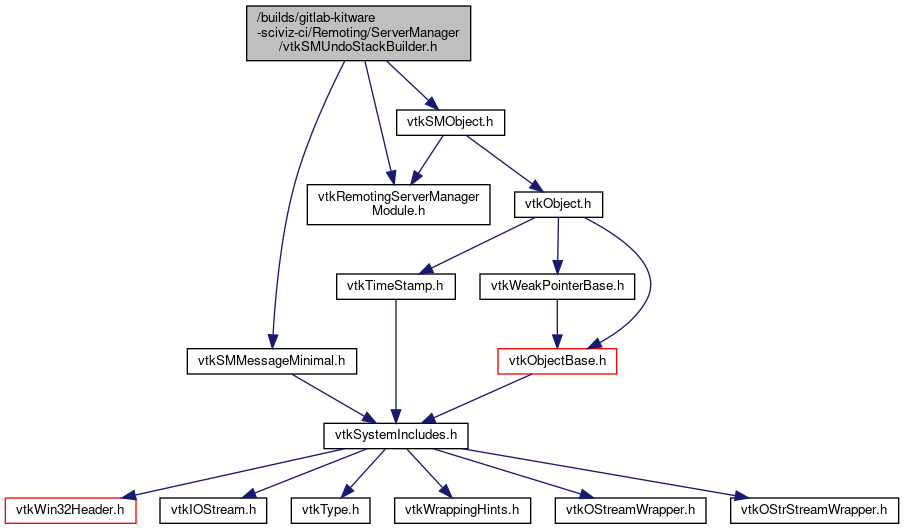 /builds/gitlab-kitware
-sciviz-ci/Remoting/ServerManager
/vtkSMUndoStackBuilder.h
vtkSMObject.h
vtkRemotingServerManager
Module.h
vtkObject.h
vtkTimeStamp.h
vtkWeakPointerBase.h
vtkSMMessageMinimal.h
vtkObjectBase.h
vtkSystemIncludes.h
vtkWin32Header.h
vtkIOStream.h
vtkType.h
vtkWrappingHints.h
vtkOStreamWrapper.h
vtkOStrStreamWrapper.h